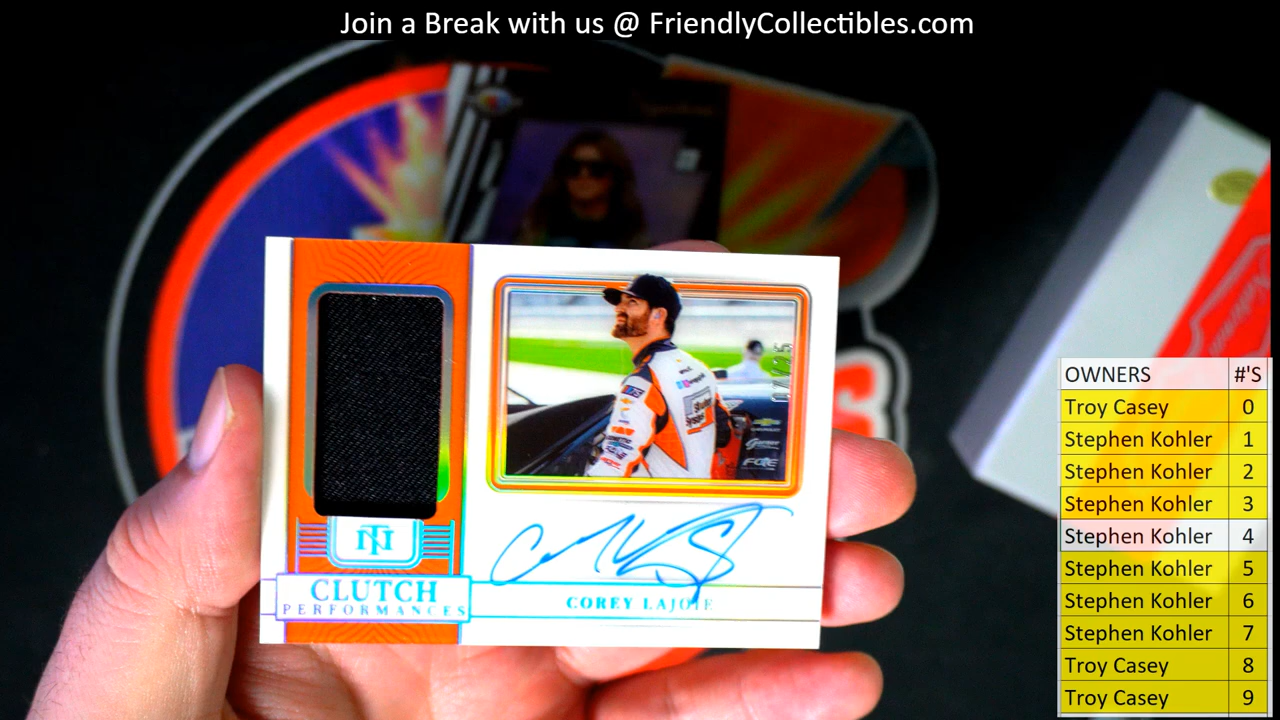 Join a Break with us @ FriendlyCollectibles.com
CLUTCH
PERFORMANCES
COREY LAJOIE
OWNERS #'S
Troy Casey 0
Stephen Kohler 1
Stephen Kohler 2
Stephen Kohler 3
Stephen Kohler 4
Stephen Kohler 5
Stephen Kohler 6
Stephen Kohler 7
Troy Casey 8
Troy Casey 9